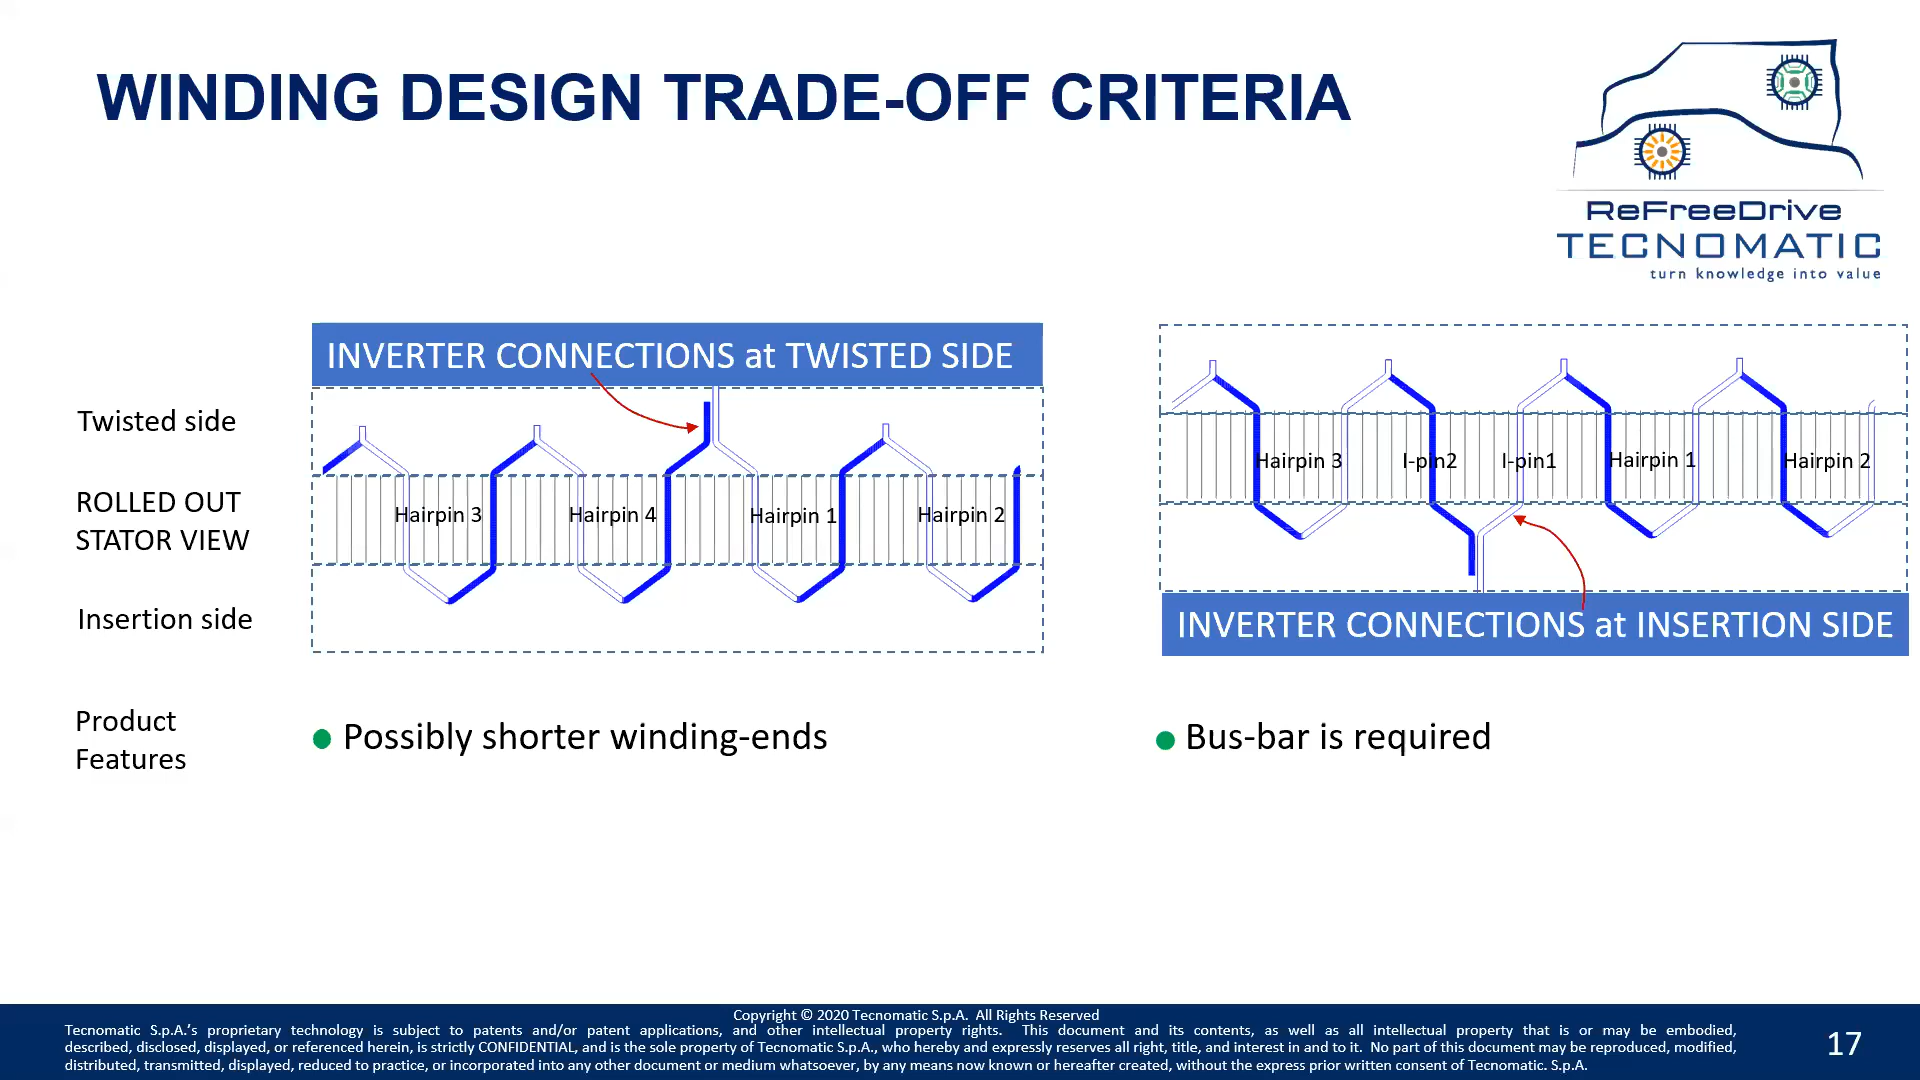 WINDING DESIGN TRADE-OFF CRITERIA
ReFreeDrive
TECNOMATIC
turn knowledge into value
INVERTER CONNECTIONS at TWISTED SIDE
Twisted side
ROLLED OUT
STATOR VIEW
Insertion side
Hairpin 3
Hairpin 4
Hairpin 1
Hairpin 2
Hairpin 3
I-pin2
I-pin1
Hairpin 1
Hairpin 2
INVERTER CONNECTIONS at INSERTION SIDE
Product
Features
Possibly shorter winding-ends
Bus-bar is required
Copyright © 2020 Tecnomatic S.p.A. All Rights Reserved
Tecnomatic S.p.A.'s proprietary technology is subject to patents and/or patent applications, and other intellectual property rights. This document and its contents, as well as all intellectual property that is or may be embodied,
described, disclosed, displayed, or referenced herein, is strictly CONFIDENTIAL, and is the sole property of Tecnomatic S.p.A., who hereby and expressly reserves all right, title, and interest in and to it. No part of this document may be reproduced, modified,
distributed, transmitted, displayed, reduced to practice, or incorporated into any other document or medium whatsoever, by any means now known or hereafter created, without the express prior written consent of Tecnomatic. S.p.A.
17